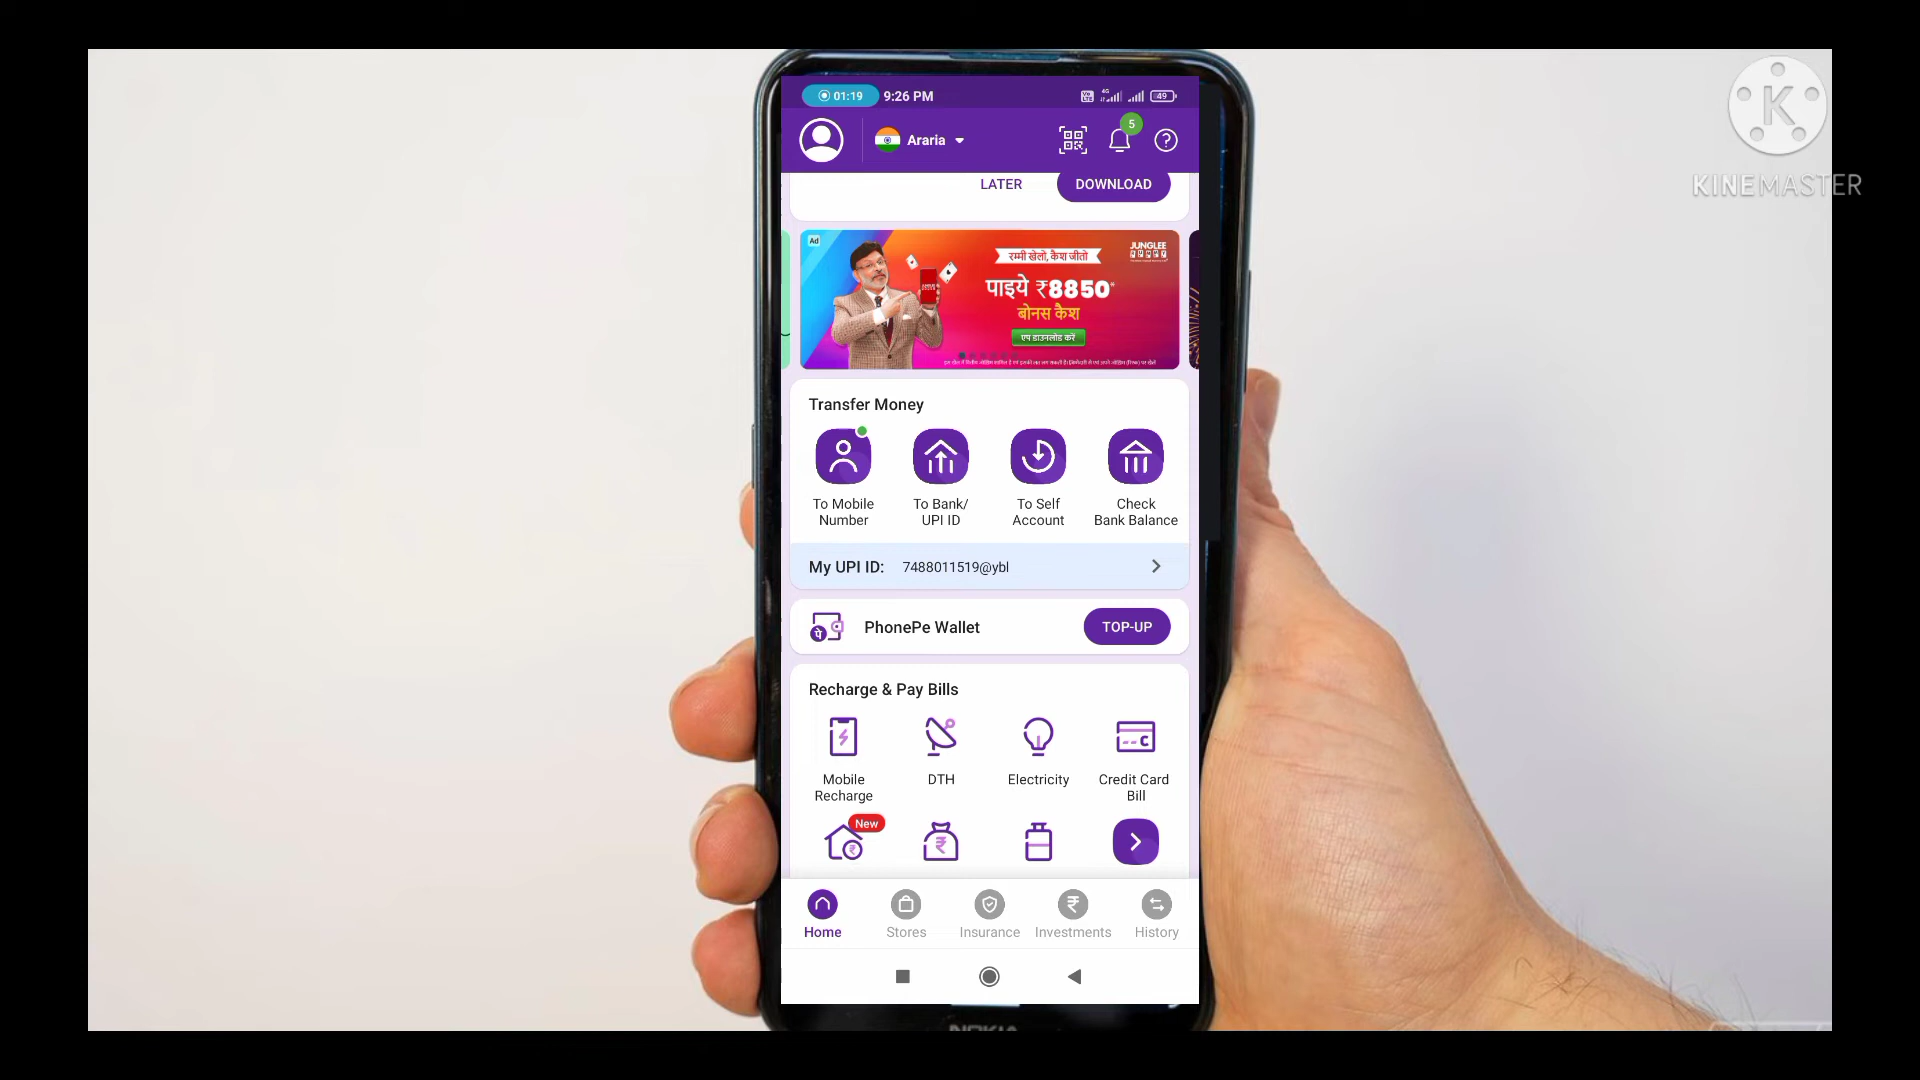 01:19 9:26 PM 49
Araria 5
LATER DOWNLOAD
Ad
JUNGLEE
रम्मी खेलो, कैश जीतो
पाइये ₹8850*
बोनस कैश
एप डाउनलोड करें
Transfer Money
To Mobile Number
To Bank/ UPI ID
To Self Account
Check Bank Balance
My UPI ID: 7488011519@ybl
PhonePe Wallet TOP-UP
Recharge & Pay Bills
Mobile Recharge
DTH
Electricity
Credit Card Bill
New
Home Stores Insurance Investments History
NOKIA
K
KINEMASTER